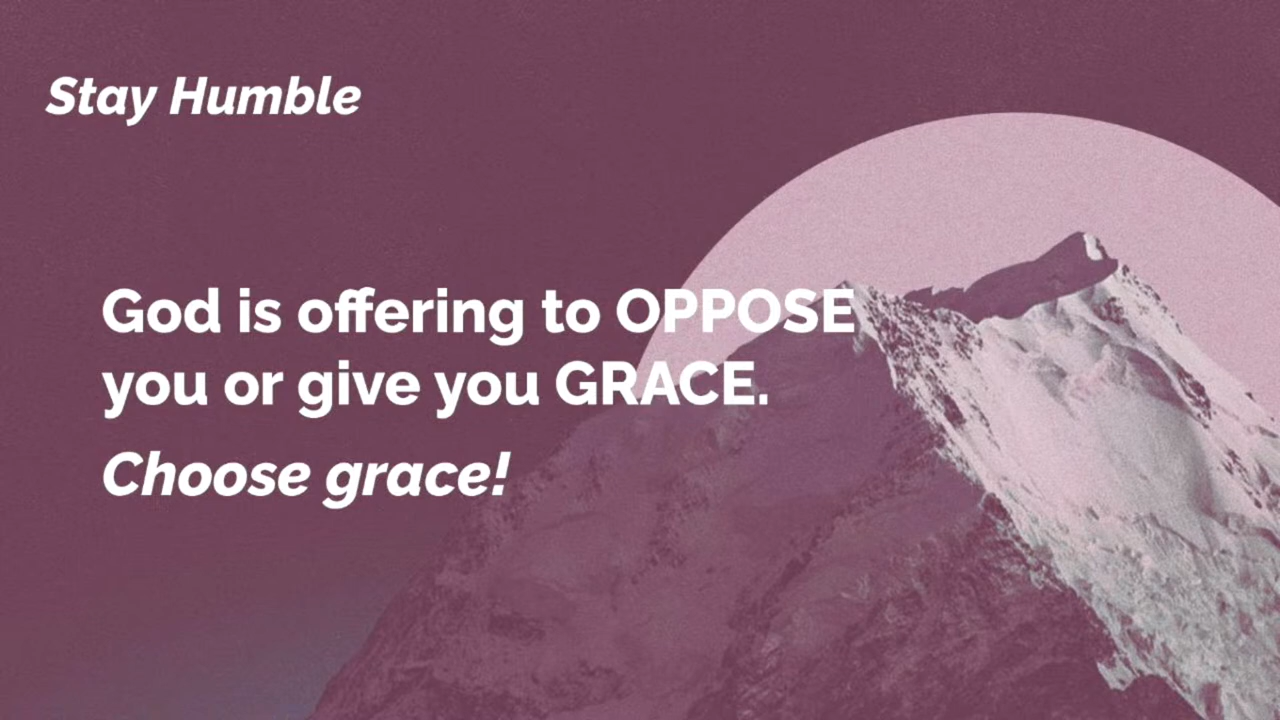 Stay Humble
God is offering to OPPOSE
you or give you GRACE.
Choose grace!